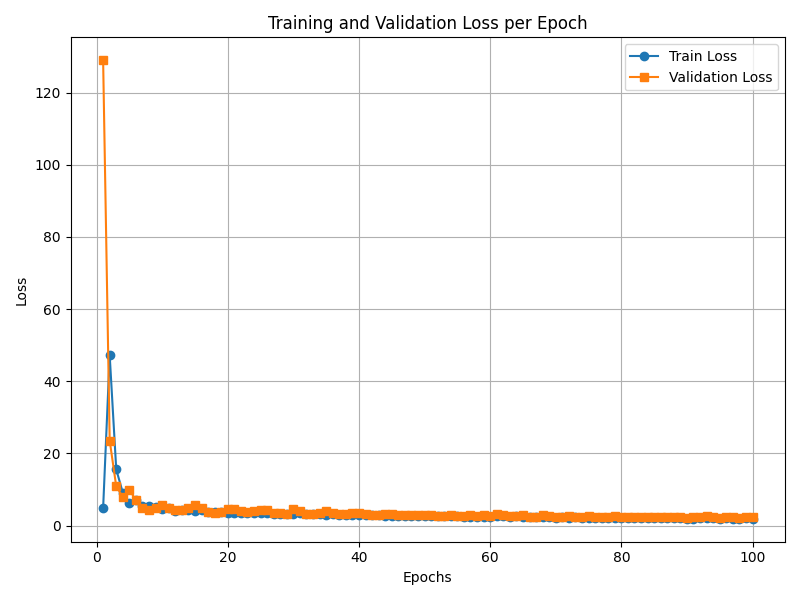 Training and Validation Loss per Epoch
Train Loss
Validation Loss
120
100
80
60
40
20
0
Loss
0 20 40 60 80 100
Epochs